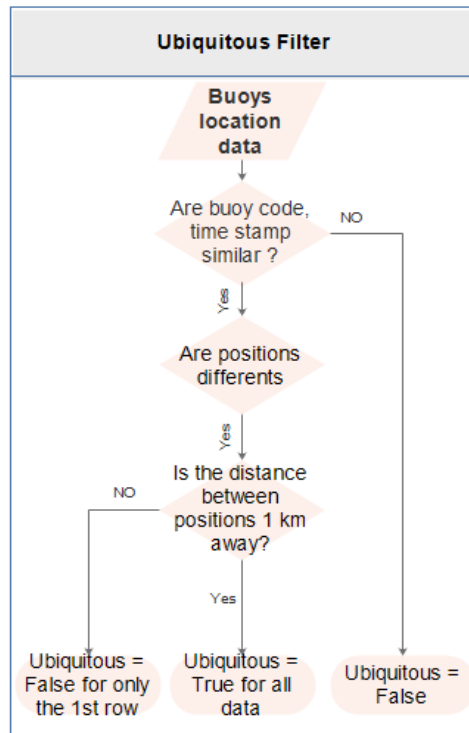 Ubiquitous Filter
Buoys
location
data
Are buoy code,
time stamp
similar ?
NO
Yes
Are positions
differents
Yes
Is the distance
between
positions 1 km
away?
NO
Yes
Ubiquitous =
False for only
the 1st row
Ubiquitous =
True for all
data
Ubiquitous =
False